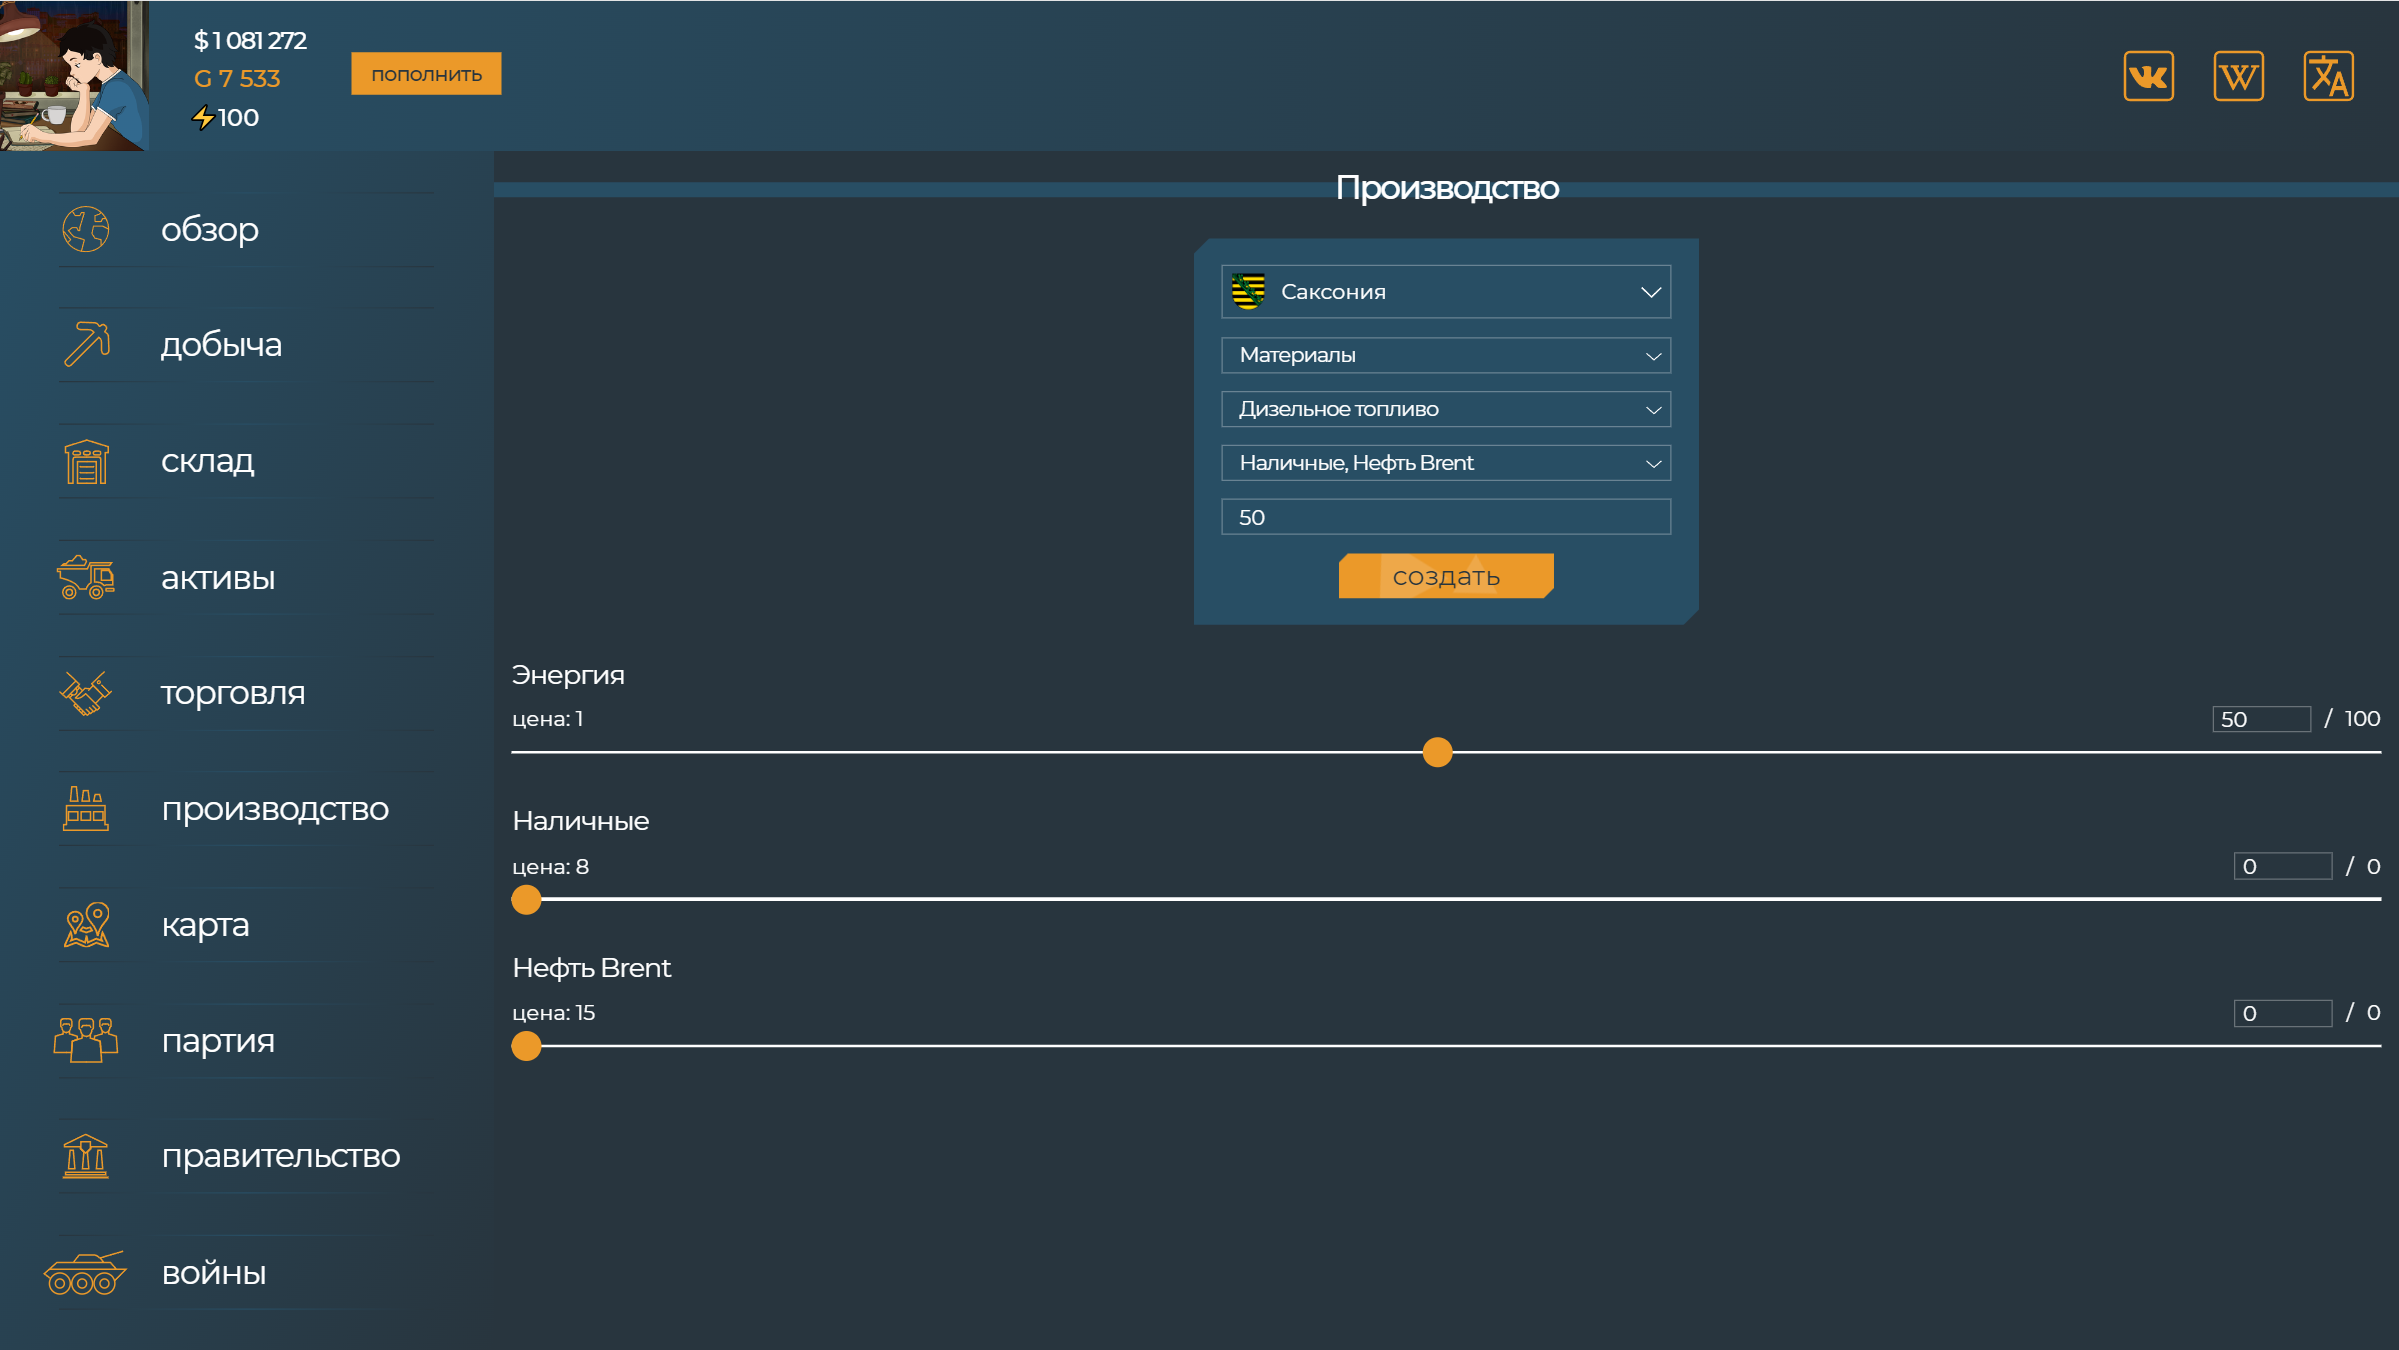 $ 1 081 272
G 7 533
100
пополнить
Производство
обзор
добыча
склад
активы
торговля
производство
карта
партия
правительство
войны
Саксония
Материалы
Дизельное топливо
Наличные, Нефть Brent
50
создать
Энергия
цена: 1
50 / 100
Наличные
цена: 8
0 / 0
Нефть Brent
цена: 15
0 / 0